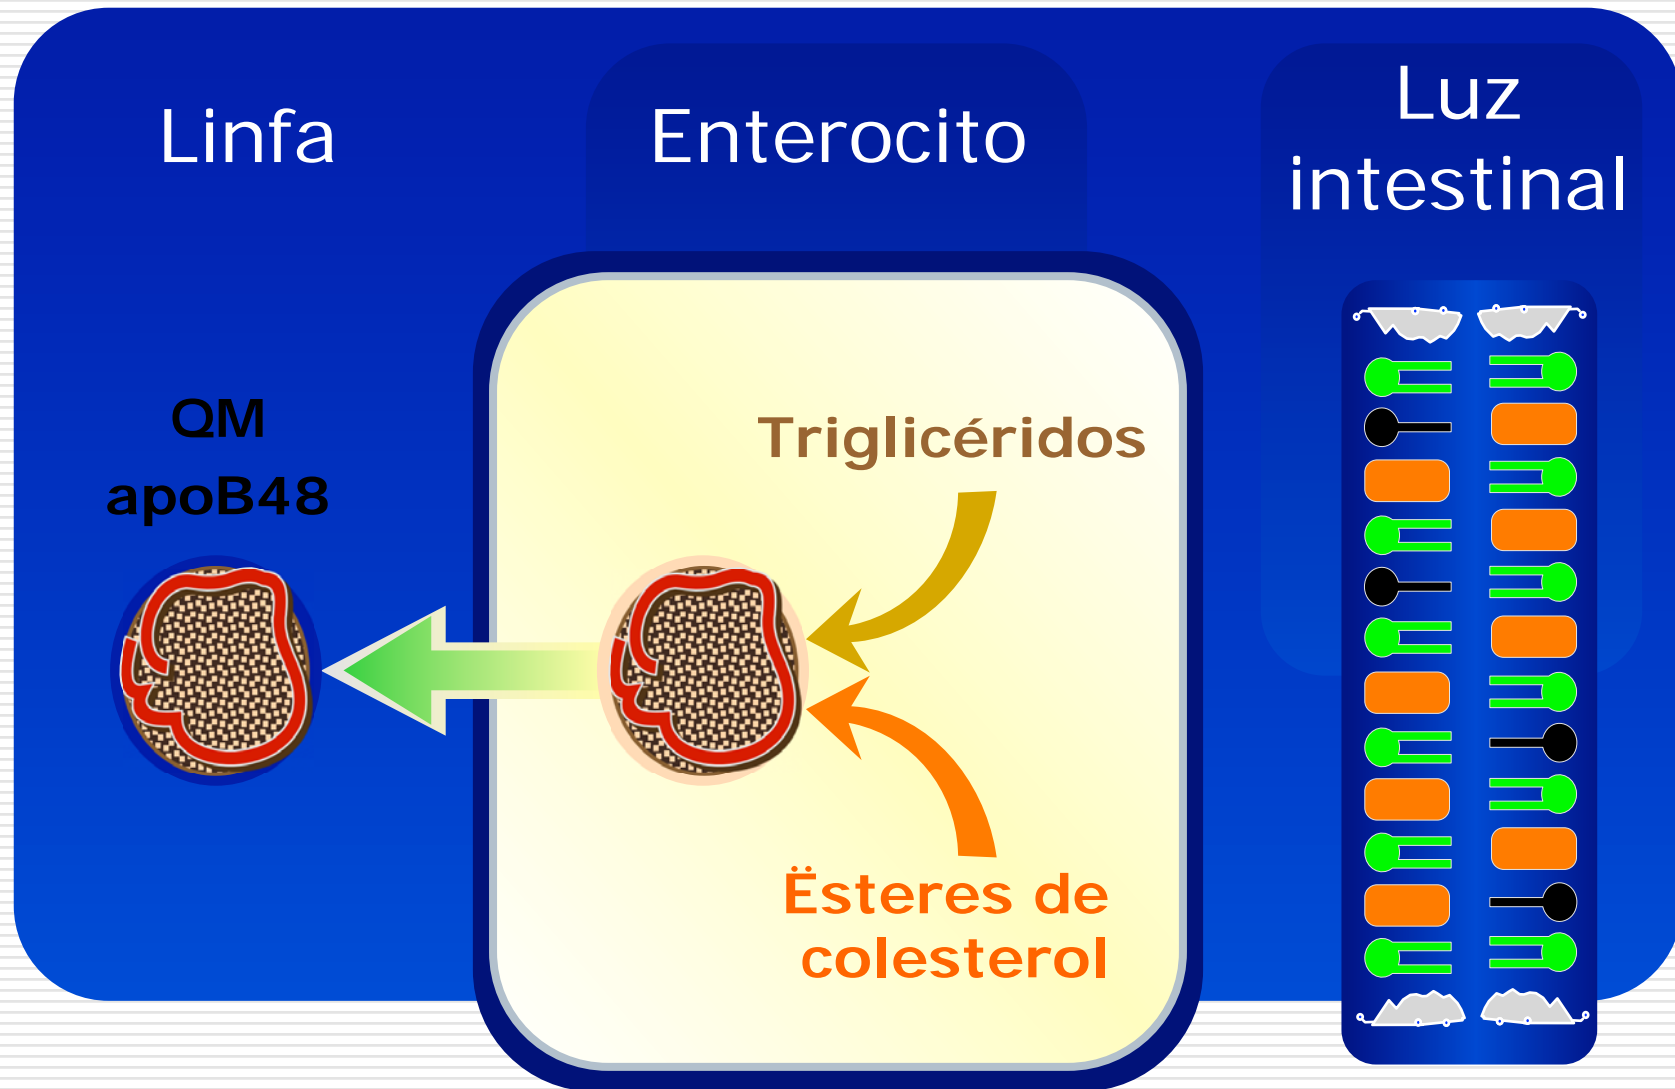 Linfa
Enterocito
Luz
intestinal
QM
apoB48
Triglicéridos
Ësteres de
colesterol